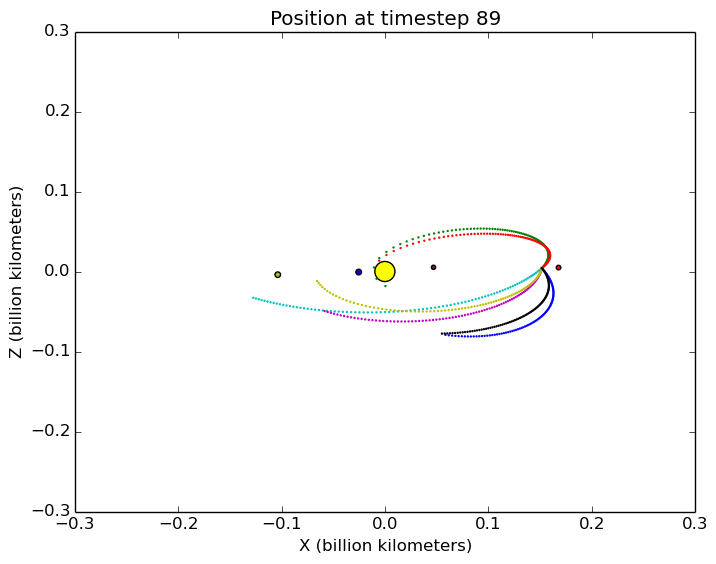 Position at timestep 89
0.3
0.2
0.1
0.0
−0.1
−0.2
−0.3
Z (billion kilometers)
−0.3 −0.2 −0.1 0.0 0.1 0.2 0.3
X (billion kilometers)